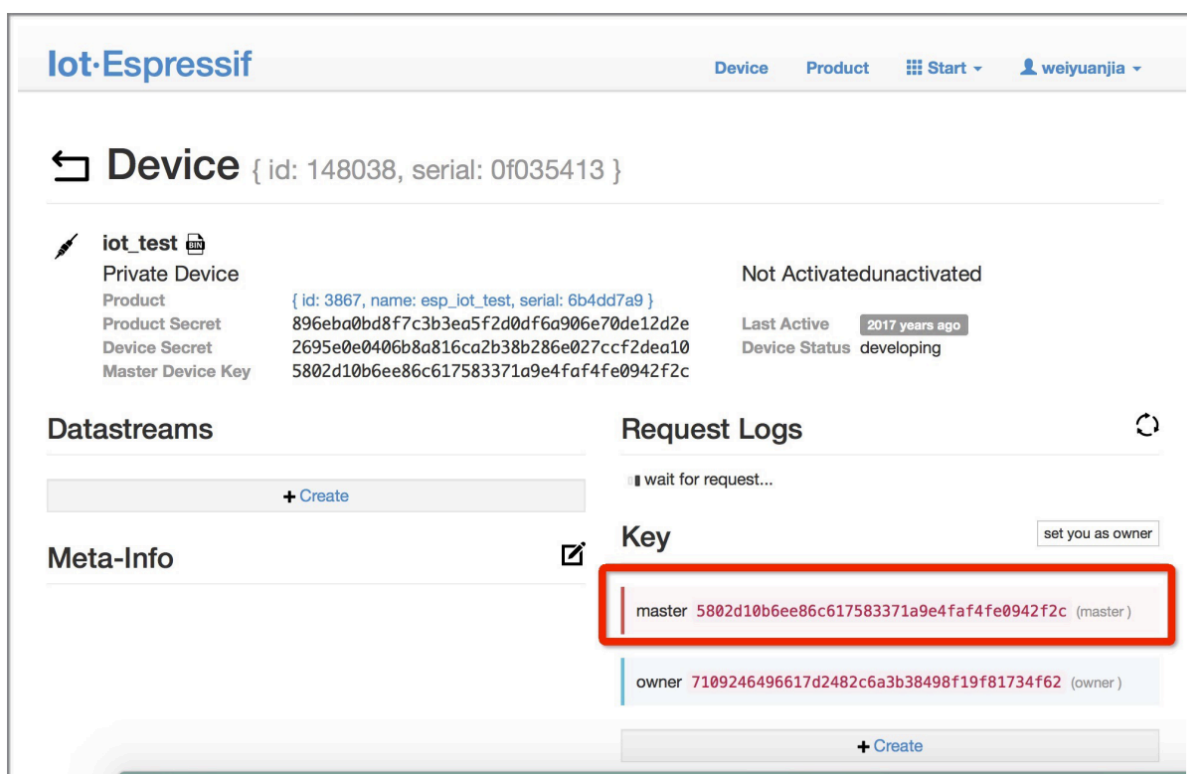 Iot·Espressif
Device Product Start weiyuanjia
Device { id: 148038, serial: 0f035413 }
iot_test BIN
Private Device
Product { id: 3867, name: esp_iot_test, serial: 6b4dd7a9 }
Product Secret 896eba0bd8f7c3b3ea5f2d0df6a906e70de12d2e
Device Secret 2695e0e0406b8a816ca2b38b286e027ccf2dea10
Master Device Key 5802d10b6ee86c617583371a9e4faf4fe0942f2c
Not Activatedunactivated
Last Active 2017 years ago
Device Status developing
Datastreams
+ Create
Meta-Info
Request Logs
wait for request...
Key
set you as owner
master 5802d10b6ee86c617583371a9e4faf4fe0942f2c (master )
owner 7109246496617d2482c6a3b38498f19f81734f62 (owner )
+ Create